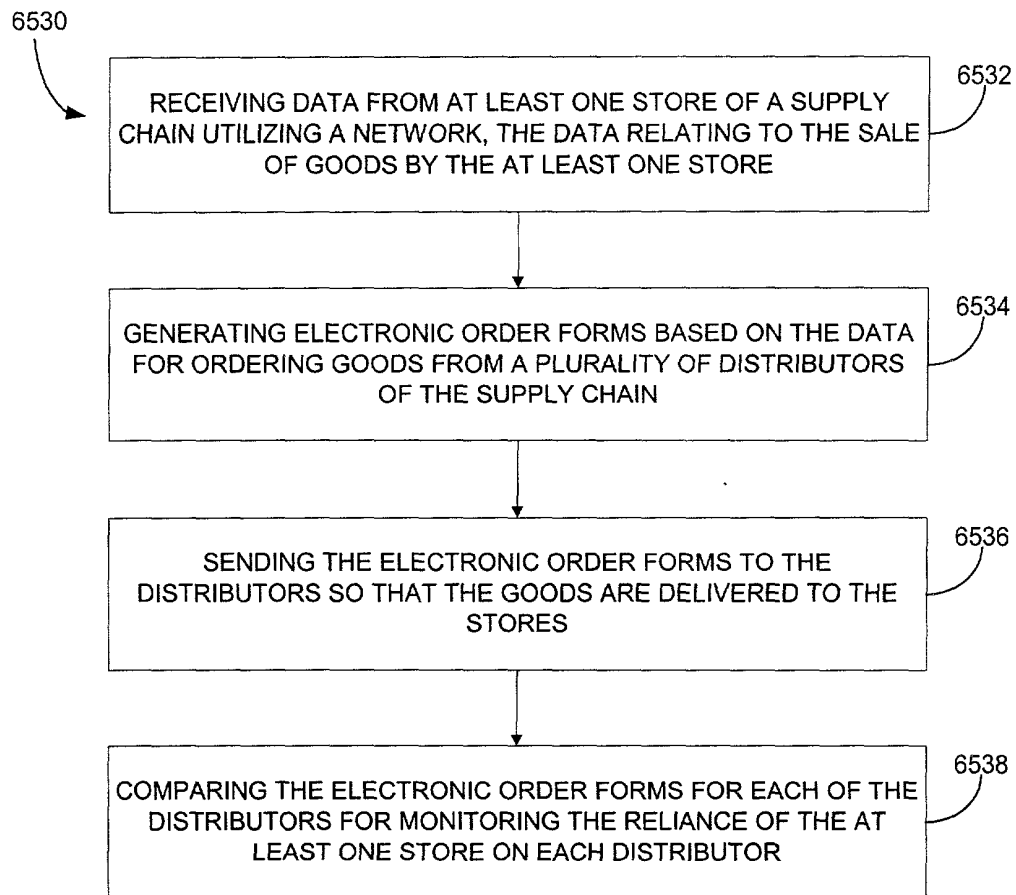 6530
RECEIVING DATA FROM AT LEAST ONE STORE OF A SUPPLY
CHAIN UTILIZING A NETWORK, THE DATA RELATING TO THE SALE
OF GOODS BY THE AT LEAST ONE STORE
6532
GENERATING ELECTRONIC ORDER FORMS BASED ON THE DATA
FOR ORDERING GOODS FROM A PLURALITY OF DISTRIBUTORS
OF THE SUPPLY CHAIN
6534
SENDING THE ELECTRONIC ORDER FORMS TO THE
DISTRIBUTORS SO THAT THE GOODS ARE DELIVERED TO THE
STORES
6536
COMPARING THE ELECTRONIC ORDER FORMS FOR EACH OF THE
DISTRIBUTORS FOR MONITORING THE RELIANCE OF THE AT
LEAST ONE STORE ON EACH DISTRIBUTOR
6538